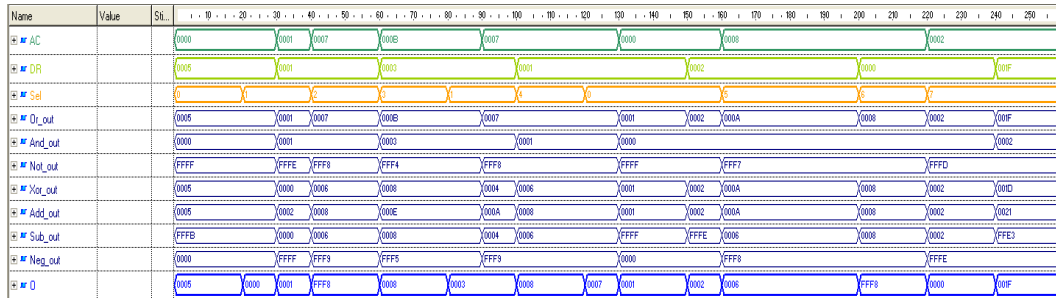 Name Value Sti... 10 20 30 40 50 60 70 80 90 100 110 120 130 140 150 160 170 180 190 200 210 220 230 240 250
AC 0000 0001 0007 000B 0007 0000 0008 0002
DR 0005 0001 0003 0001 0002 0000 001F
Sel 0 1 2 3 1 4 0 5 6 7
Or_out 0005 0001 0007 000B 0007 0001 0002 000A 0008 0002 001F
And_out 0000 0001 0003 0001 0000 0002
Not_out FFFF FFFE FFF8 FFF4 FFF8 FFFF FFF7 FFFD
Xor_out 0005 0000 0006 0008 0004 0006 0001 0002 000A 0008 0002 001D
Add_out 0005 0002 0008 000E 000A 0008 0001 0002 000A 0008 0002 0021
Sub_out FFFB 0000 0006 0008 0004 0006 FFFF FFFE 0006 0008 0002 FFE3
Neg_out 0000 FFFF FFF9 FFF5 FFF9 0000 FFF8 FFFE
O 0005 0000 0001 FFF8 0008 0003 0008 0007 0001 0002 0006 FFF8 0000 001F